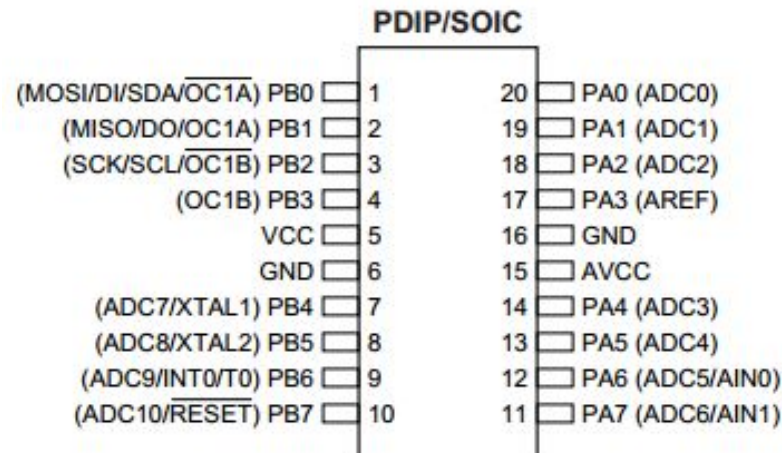 PDIP/SOIC
(MOSI/DI/SDA/OC1A) PB0 1 20 PA0 (ADC0)
(MISO/DO/OC1A) PB1 2 19 PA1 (ADC1)
(SCK/SCL/OC1B) PB2 3 18 PA2 (ADC2)
(OC1B) PB3 4 17 PA3 (AREF)
VCC 5 16 GND
GND 6 15 AVCC
(ADC7/XTAL1) PB4 7 14 PA4 (ADC3)
(ADC8/XTAL2) PB5 8 13 PA5 (ADC4)
(ADC9/INT0/T0) PB6 9 12 PA6 (ADC5/AIN0)
(ADC10/RESET) PB7 10 11 PA7 (ADC6/AIN1)